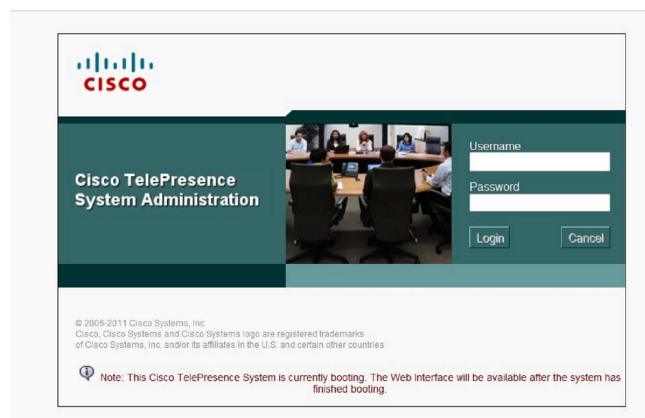 CISCO
Cisco TelePresence
System Administration
Username
Password
Login
Cancel
© 2006-2011 Cisco Systems, Inc
Cisco, Cisco Systems and Cisco Systems logo are registered trademarks
of Cisco Systems, Inc. and/or its affiliates in the U.S. and certain other countries
Note: This Cisco TelePresence System is currently booting. The Web Interface will be available after the system has
finished booting.